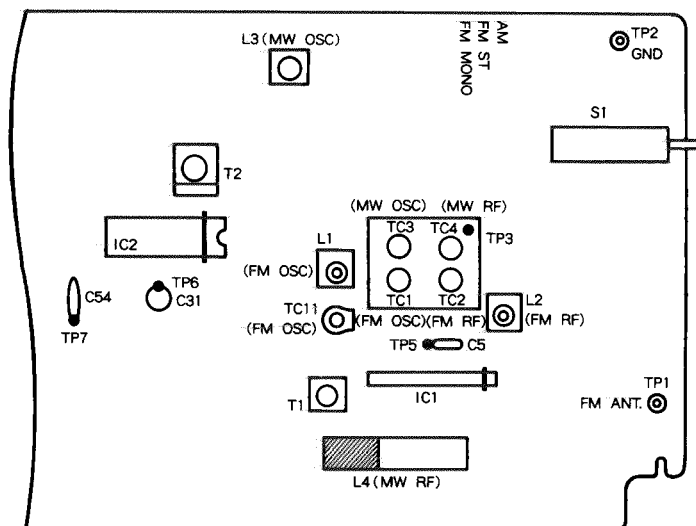 L3(MW OSC)
AM
FM ST
FM MONO
TP2
GND
S1
T2
(MW OSC) (MW RF)
TC3 TC4
TP3
IC2
L1
(FM OSC)
TP6
C54
C31
TC1 TC2
L2
TP7
TC11
(FM OSC)
(FM OSC)(FM RF)
(FM RF)
TP5
C5
TP1
T1
IC1
FM ANT.
L4(MW RF)